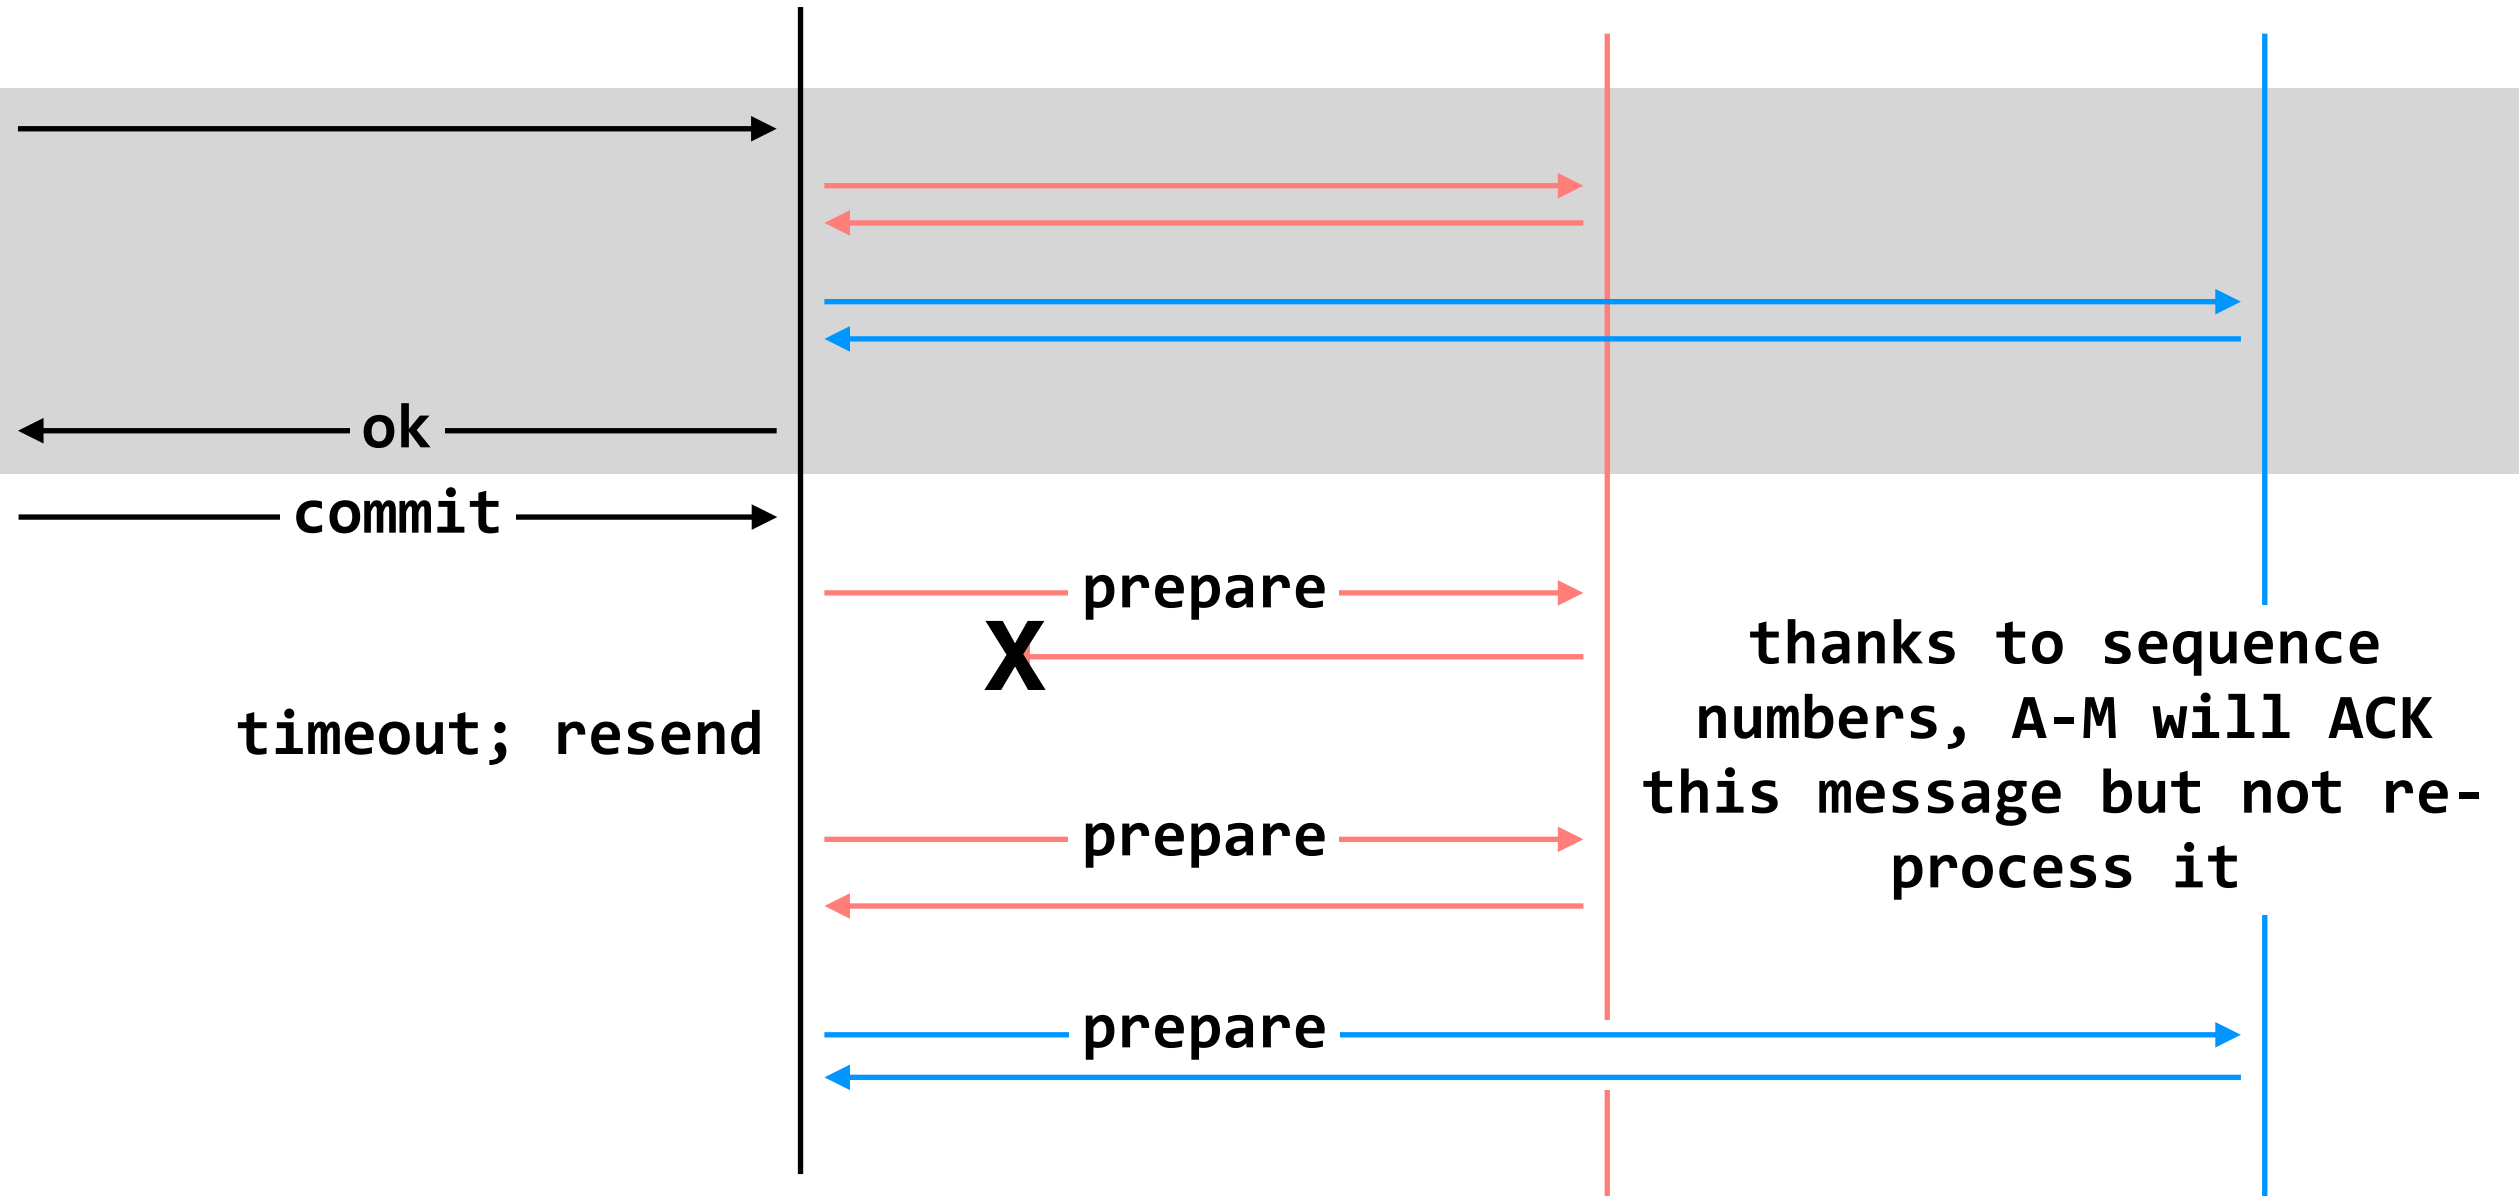 ok
commit
prepare
X
thanks to sequence
numbers, A-M will ACK
this message but not re-
process it
timeout; resend
prepare
prepare